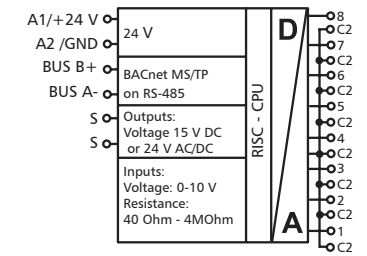 A1/+24 V
A2 /GND
BUS B+
BUS A-
S
S
24 V
BACnet MS/TP
on RS-485
Outputs:
Voltage 15 V DC
or 24 V AC/DC
Inputs:
Voltage: 0-10 V
Resistance:
40 Ohm - 4MOhm
RISC - CPU
D
A
8
C2
7
C2
6
C2
5
C2
4
C2
3
C2
2
C2
1
C2